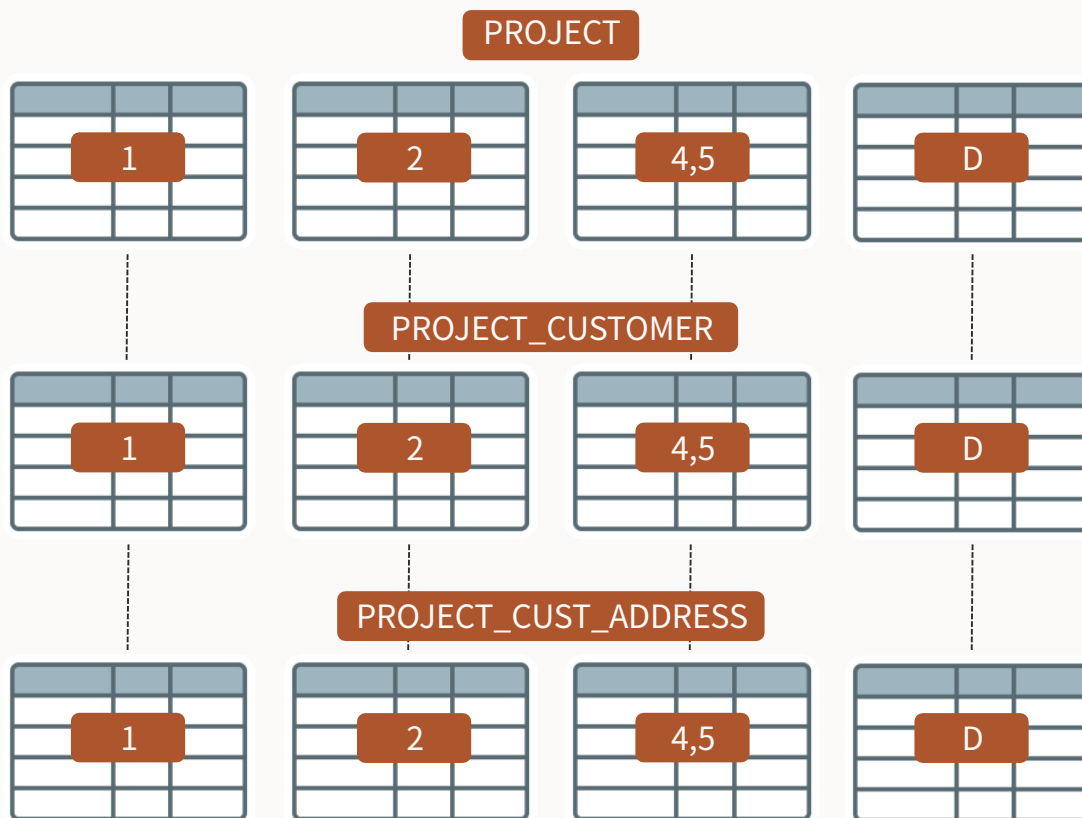 PROJECT
1 2 4,5 D
PROJECT_CUSTOMER
1 2 4,5 D
PROJECT_CUST_ADDRESS
1 2 4,5 D